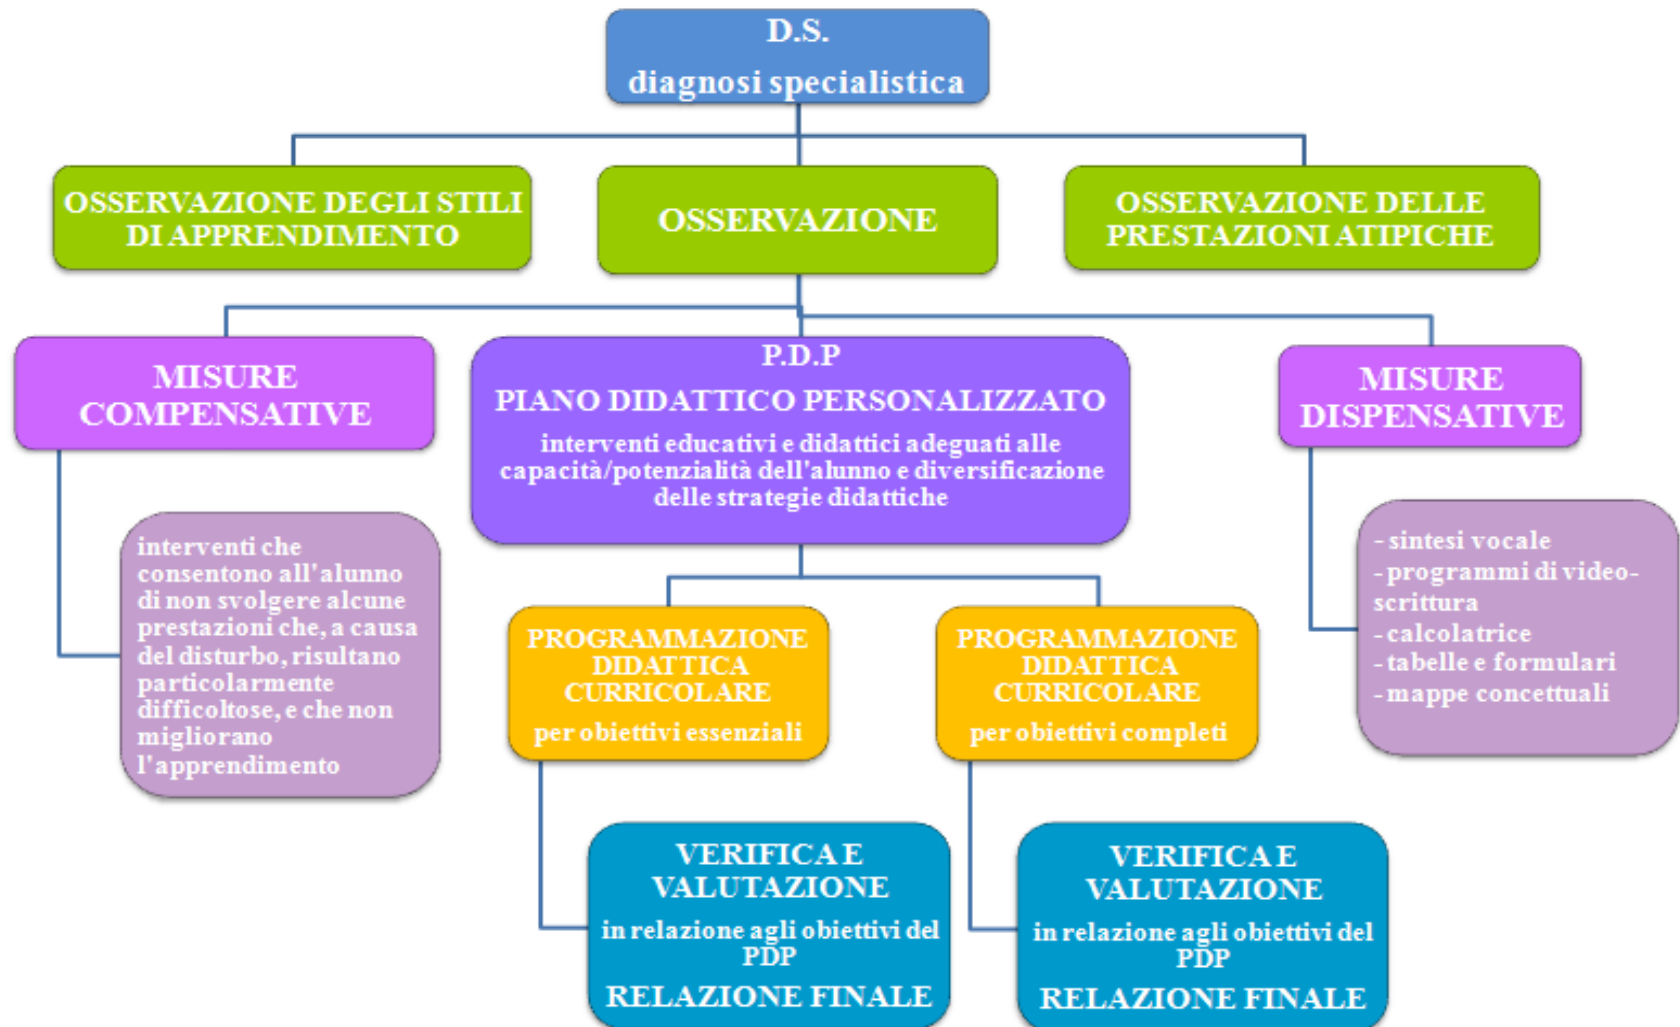 D.S.
diagnosi specialistica
OSSERVAZIONE DEGLI STILI
DI APPRENDIMENTO
OSSERVAZIONE
OSSERVAZIONE DELLE
PRESTAZIONI ATIPICHE
MISURE
COMPENSATIVE
P.D.P
PIANO DIDATTICO PERSONALIZZATO
interventi educativi e didattici adeguati alle
capacità/potenzialità dell'alunno e diversificazione
delle strategie didattiche
MISURE
DISPENSATIVE
interventi che
consentono all'alunno
di non svolgere alcune
prestazioni che, a causa
del disturbo, risultano
particolarmente
difficoltose, e che non
migliorano
l'apprendimento
- sintesi vocale
- programmi di video-
scrittura
- calcolatrice
- tabelle e formulari
- mappe concettuali
PROGRAMMAZIONE
DIDATTICA
CURRICOLARE
per obiettivi essenziali
PROGRAMMAZIONE
DIDATTICA
CURRICOLARE
per obiettivi completi
VERIFICA E
VALUTAZIONE
in relazione agli obiettivi del
PDP
RELAZIONE FINALE
VERIFICA E
VALUTAZIONE
in relazione agli obiettivi del
PDP
RELAZIONE FINALE